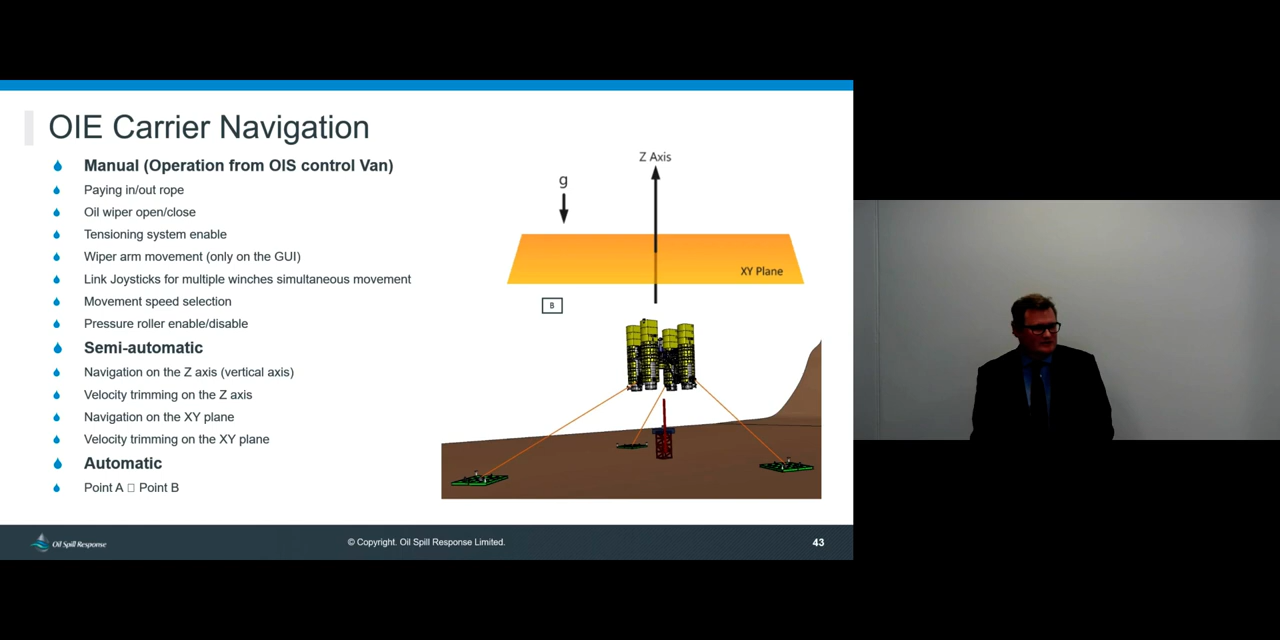 OIE Carrier Navigation
Manual (Operation from OIS control Van)
Paying in/out rope
Oil wiper open/close
Tensioning system enable
Wiper arm movement (only on the GUI)
Link Joysticks for multiple winches simultaneous movement
Movement speed selection
Pressure roller enable/disable
Semi-automatic
Navigation on the Z axis (vertical axis)
Velocity trimming on the Z axis
Navigation on the XY plane
Velocity trimming on the XY plane
Automatic
Point A □ Point B
Z Axis
g
XY Plane
B
Oil Spill Response
© Copyright. Oil Spill Response Limited.
43